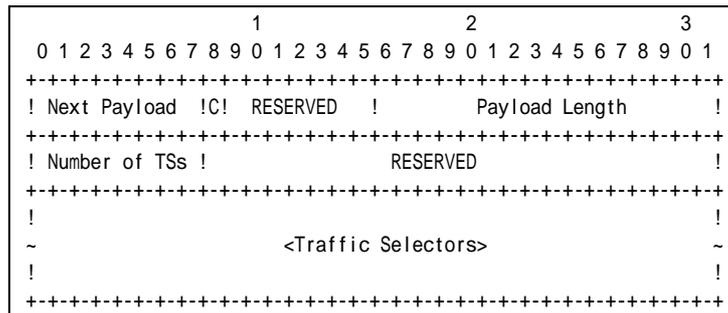 1                   2                   3
 0 1 2 3 4 5 6 7 8 9 0 1 2 3 4 5 6 7 8 9 0 1 2 3 4 5 6 7 8 9 0 1
+-+-+-+-+-+-+-+-+-+-+-+-+-+-+-+-+-+-+-+-+-+-+-+-+-+-+-+-+-+-+-+-+
! Next Payload  !C!  RESERVED   !         Payload Length        !
+-+-+-+-+-+-+-+-+-+-+-+-+-+-+-+-+-+-+-+-+-+-+-+-+-+-+-+-+-+-+-+-+
! Number of TSs !                 RESERVED                      !
+-+-+-+-+-+-+-+-+-+-+-+-+-+-+-+-+-+-+-+-+-+-+-+-+-+-+-+-+-+-+-+-+
!                                                               !
~                       <Traffic Selectors>                     ~
!                                                               !
+-+-+-+-+-+-+-+-+-+-+-+-+-+-+-+-+-+-+-+-+-+-+-+-+-+-+-+-+-+-+-+-+